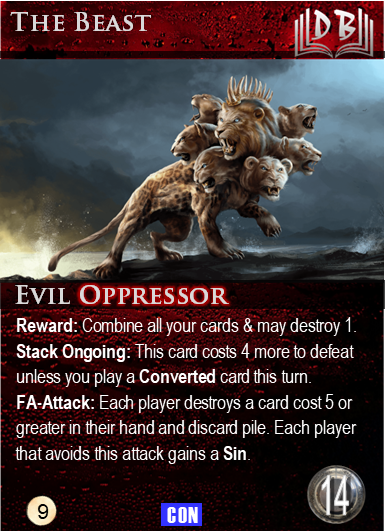 The Beast
DB
Evil Oppressor
Reward: Combine all your cards & may destroy 1.
Stack Ongoing: This card costs 4 more to defeat
unless you play a Converted card this turn.
FA-Attack: Each player destroys a card cost 5 or
greater in their hand and discard pile. Each player
that avoids this attack gains a Sin.
9
CON
14